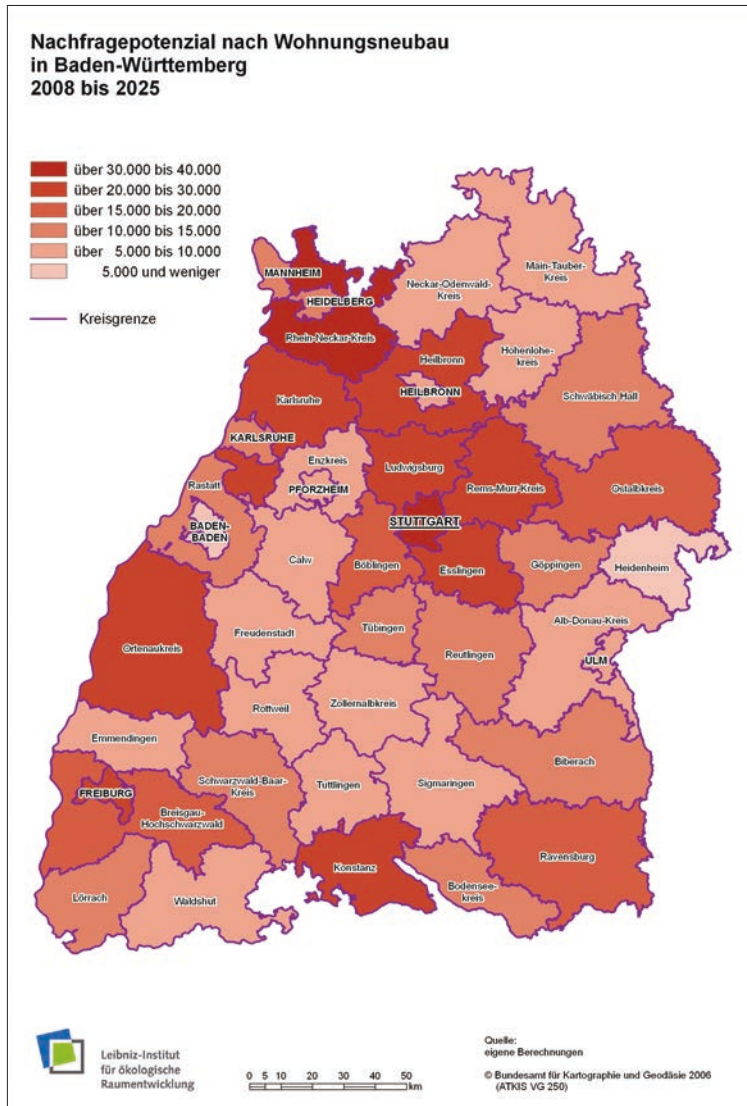 Nachfragepotenzial nach Wohnungsneubau
in Baden-Württemberg
2008 bis 2025
über 30.000 bis 40.000
über 20.000 bis 30.000
über 15.000 bis 20.000
über 10.000 bis 15.000
über 5.000 bis 10.000
5.000 und weniger
Kreisgrenze
MANNHEIM
HEIDELBERG
Rhein-Neckar-Kreis
Neckar-Odenwald-
Kreis
Main-Tauber-
Kreis
Hohenlohe-
kreis
Heilbronn
HEILBRONN
Schwäbisch Hall
Karlsruhe
KARLSRUHE
Enzkreis
PFORZHEIM
Ludwigsburg
Rems-Murr-Kreis
Ostalbkreis
Rastatt
BADEN-
BADEN
STUTTGART
Calw
Böblingen
Esslingen
Göppingen
Heidenheim
Alb-Donau-Kreis
ULM
Ortenaukreis
Freudenstadt
Tübingen
Reutlingen
Rottweil
Zollernalbkreis
Emmendingen
Biberach
FREIBURG
Schwarzwald-Baar-
Kreis
Tuttlingen
Sigmaringen
Breisgau-
Hochschwarzwald
Ravensburg
Konstanz
Bodensee-
kreis
Lörrach
Waldshut
Leibniz-Institut
für ökologische
Raumentwicklung
0 5 10 20 30 40 50
km
Quelle:
eigene Berechnungen
© Bundesamt für Kartographie und Geodäsie 2006
(ATKIS VG 250)